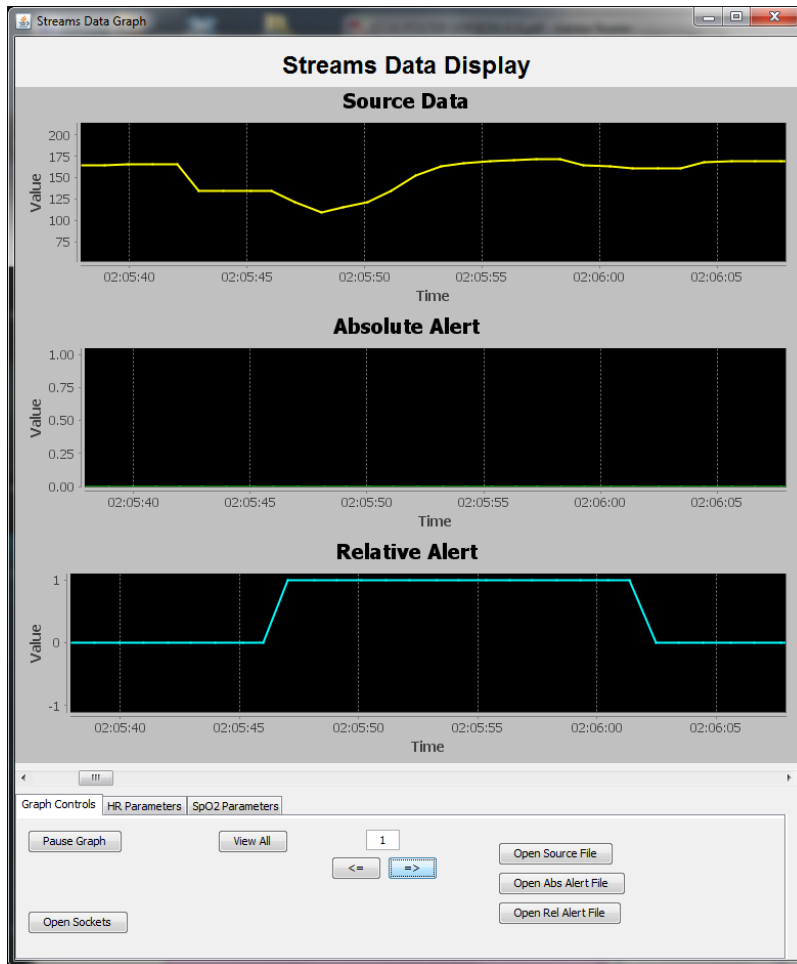 Streams Data Graph
Streams Data Display
Source Data
200
175
150
125
100
75
Value
02:05:40 02:05:45 02:05:50 02:05:55 02:06:00 02:06:05
Time
Absolute Alert
1.00
0.75
0.50
0.25
0.00
Value
02:05:40 02:05:45 02:05:50 02:05:55 02:06:00 02:06:05
Time
Relative Alert
1
0
-1
Value
02:05:40 02:05:45 02:05:50 02:05:55 02:06:00 02:06:05
Time
Graph Controls HR Parameters SpO2 Parameters
Pause Graph View All 1
<= =>
Open Source File
Open Abs Alert File
Open Rel Alert File
Open Sockets